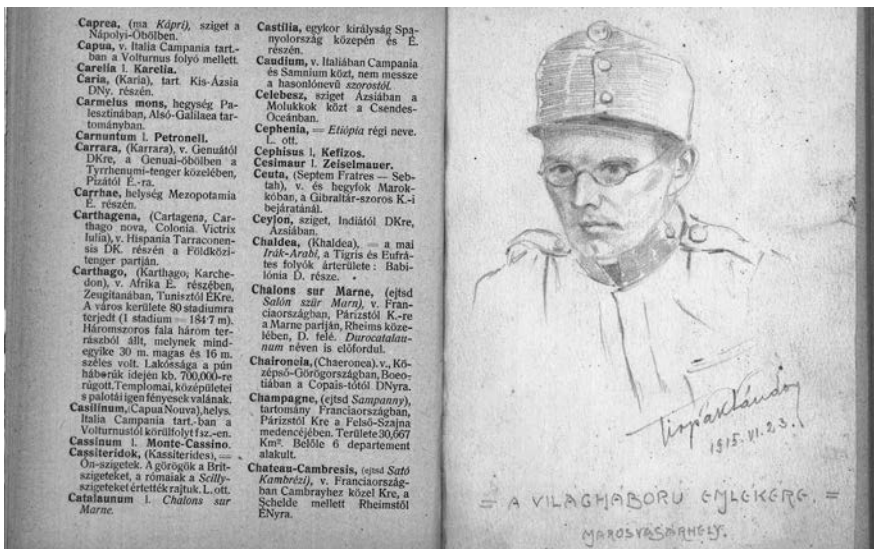 Caprea, (ma Kápri), sziget a
Nápolyi-Öbölben.
Capua, v. Italia Campania tart.-
ban a Volturnus folyó mellett.
Carelia l. Karelia.
Caria, (Karia), tart. Kis-Ázsia
DNy. részén.
Carmelus mons, hegység Pa-
lesztinában, Alsó-Galilaea tar-
tományban.
Carnuntum l. Petronell.
Carrara, (Karrara), v. Genuától
DKre, a Genuai-öbölben a
Tyrrhenumi-tenger közelében,
Pizától É.-ra.
Carrhae, helység Mezopotamia
É. részén.
Carthagena, (Cartagena, Car-
thago nova, Colonia Victrix
Iulia), v. Hispania Tarraconen-
sis DK. részén a Földközi-
tenger partján.
Carthago, (Karthago, Karche-
don), v. Afrika É. részében,
Zeugitanában, Tunisztól ÉKre.
A város kerülete 80 stadiumra
terjedt (1 stadium = 184·7 m).
Háromszoros fala három ter-
raszból állt, melynek mind-
egyike 30 m. magas és 16 m.
széles volt. Lakóssága a pún
háborúk idején kb. 700,000-re
rúgott. Templomai, középületei
s palotái igen fényesek valának.
Casilinum, (Capua Nouva), helys.
Italia Campania tart.-ban a
Volturnustól körülfolyt fsz.-en.
Cassinum l. Monte-Cassino.
Cassiteridok, (Kassiterides), =
Ón-szigetek. A görögök a Brit-
szigeteket, a rómaiak a Scilly-
szigeteket értették rajtuk. L. ott.
Catalaunum l. Chalons sur
Marne.
Castilia, egykor királyság Spa-
nyolország közepén és É.
részén.
Caudium, v. Italiában Campania
és Samnium közt, nem messze
a hasonlónevű szorostól.
Celebesz, sziget Ázsiában a
Molukkok közt a Csendes-
Oceánban.
Cephenia, = Etiópia régi neve.
L. ott.
Cephisus l. Kefizos.
Cesimaur l. Zeiselmauer.
Ceuta, (Septem Fratres — Seb-
tah), v. és hegyfok Marok-
kóban, a Gibraltár-szoros K.-i
bejáratánál.
Ceylon, sziget, Indiától DKre,
Ázsiában.
Chaldea, (Khaldea), = a mai
Irák-Arabi, a Tigris és Eufrá-
tes folyók árterülete: Babi-
lónia D. része.
Chalons sur Marne, (ejtsd
Salón szür Marn), v. Fran-
ciaországban, Párizstól K.-re
a Marne partján, Rheims köze-
lében, D. felé. Durocatalau-
num néven is előfordul.
Chaironeia, (Chaeronea). v., Kö-
zépső-Görögországban, Boeo-
tiában a Copais-tótól DNyra.
Champagne, (ejtsd Sampanny),
tartomány Franciaországban,
Párizstól Kre a Felső-Szajna
medencéjében. Területe 30,667
Km². Belőle 6 departement
alakult.
Chateau-Cambresis, (ejtsd Sató
Kambrézi), v. Franciaország-
ban Cambrayhez közel Kre, a
Schelde mellett Rheimstől
ÉNyra.
1915. VI. 23.
= A VILÁGHÁBORU EMLÉKÉRE. =
MAROSVÁSÁRHELY.